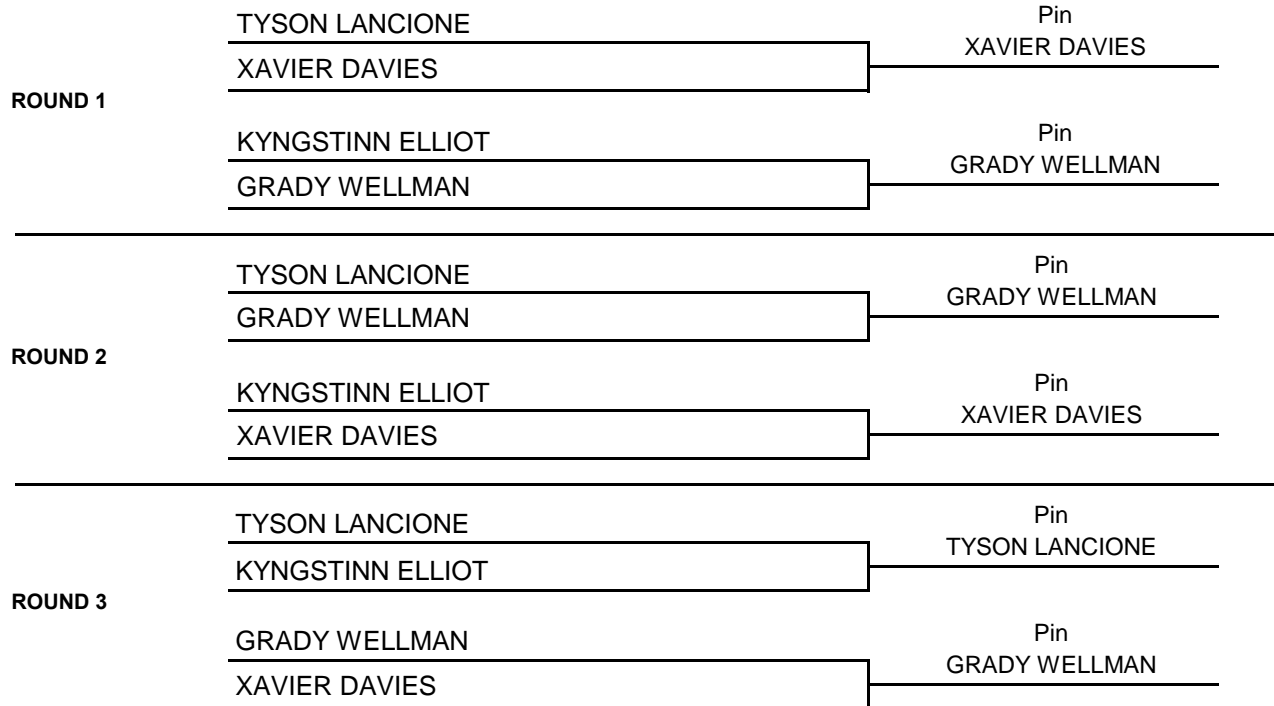 TYSON LANCIONE
Pin
XAVIER DAVIES
XAVIER DAVIES
ROUND 1
KYNGSTINN ELLIOT
Pin
GRADY WELLMAN
GRADY WELLMAN
TYSON LANCIONE
Pin
GRADY WELLMAN
GRADY WELLMAN
ROUND 2
KYNGSTINN ELLIOT
Pin
XAVIER DAVIES
XAVIER DAVIES
TYSON LANCIONE
Pin
TYSON LANCIONE
KYNGSTINN ELLIOT
ROUND 3
GRADY WELLMAN
Pin
GRADY WELLMAN
XAVIER DAVIES